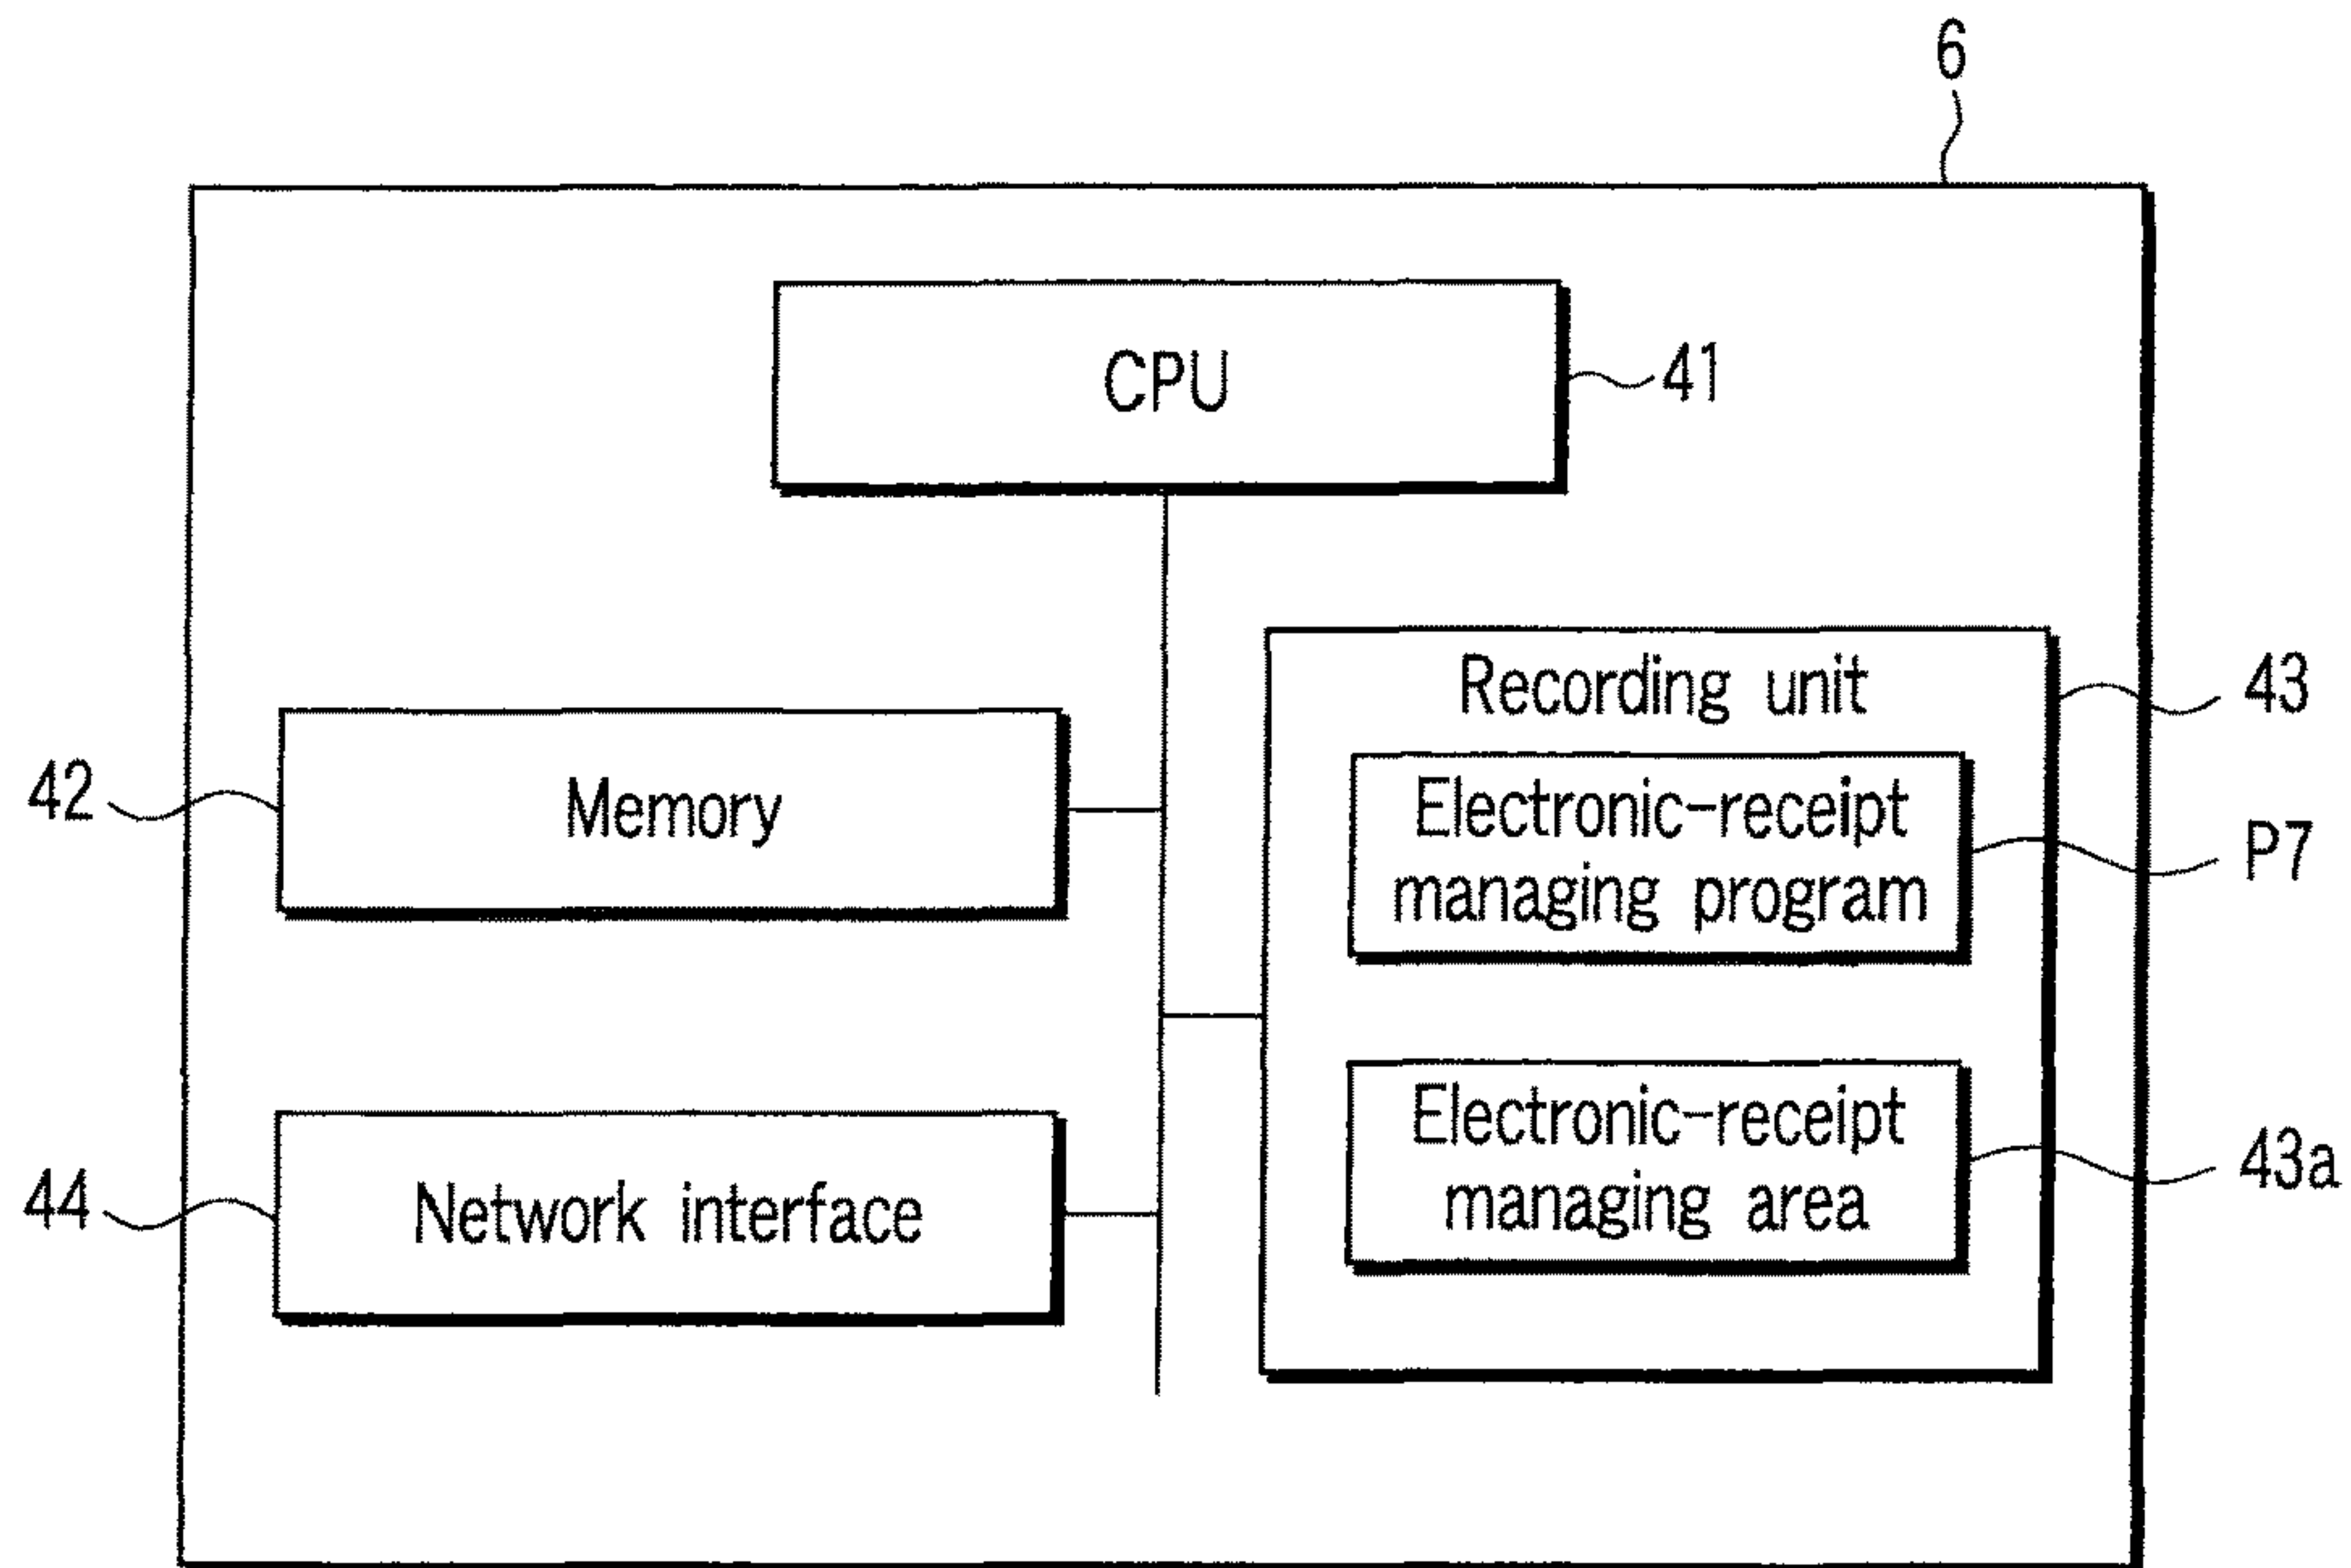 6
CPU
41
Recording unit
43
42
Memory
Electronic-receipt
managing program
P7
44
Network interface
Electronic-receipt
managing area
43a